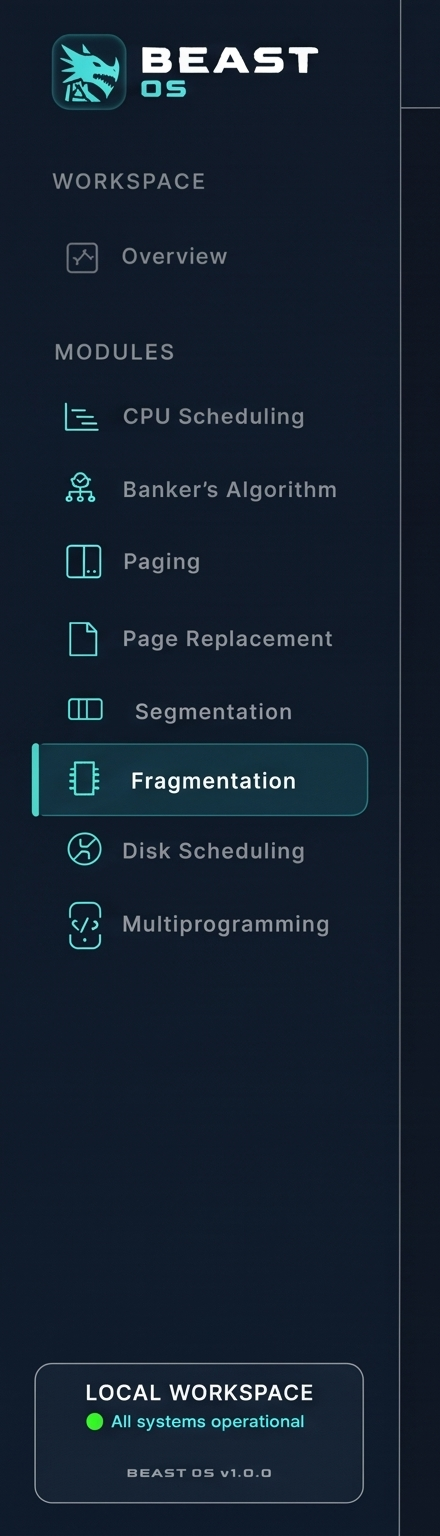 BEAST
OS
WORKSPACE
Overview
MODULES
CPU Scheduling
Banker’s Algorithm
Paging
Page Replacement
Segmentation
Fragmentation
Disk Scheduling
Multiprogramming
LOCAL WORKSPACE
All systems operational
BEAST OS v1.0.0